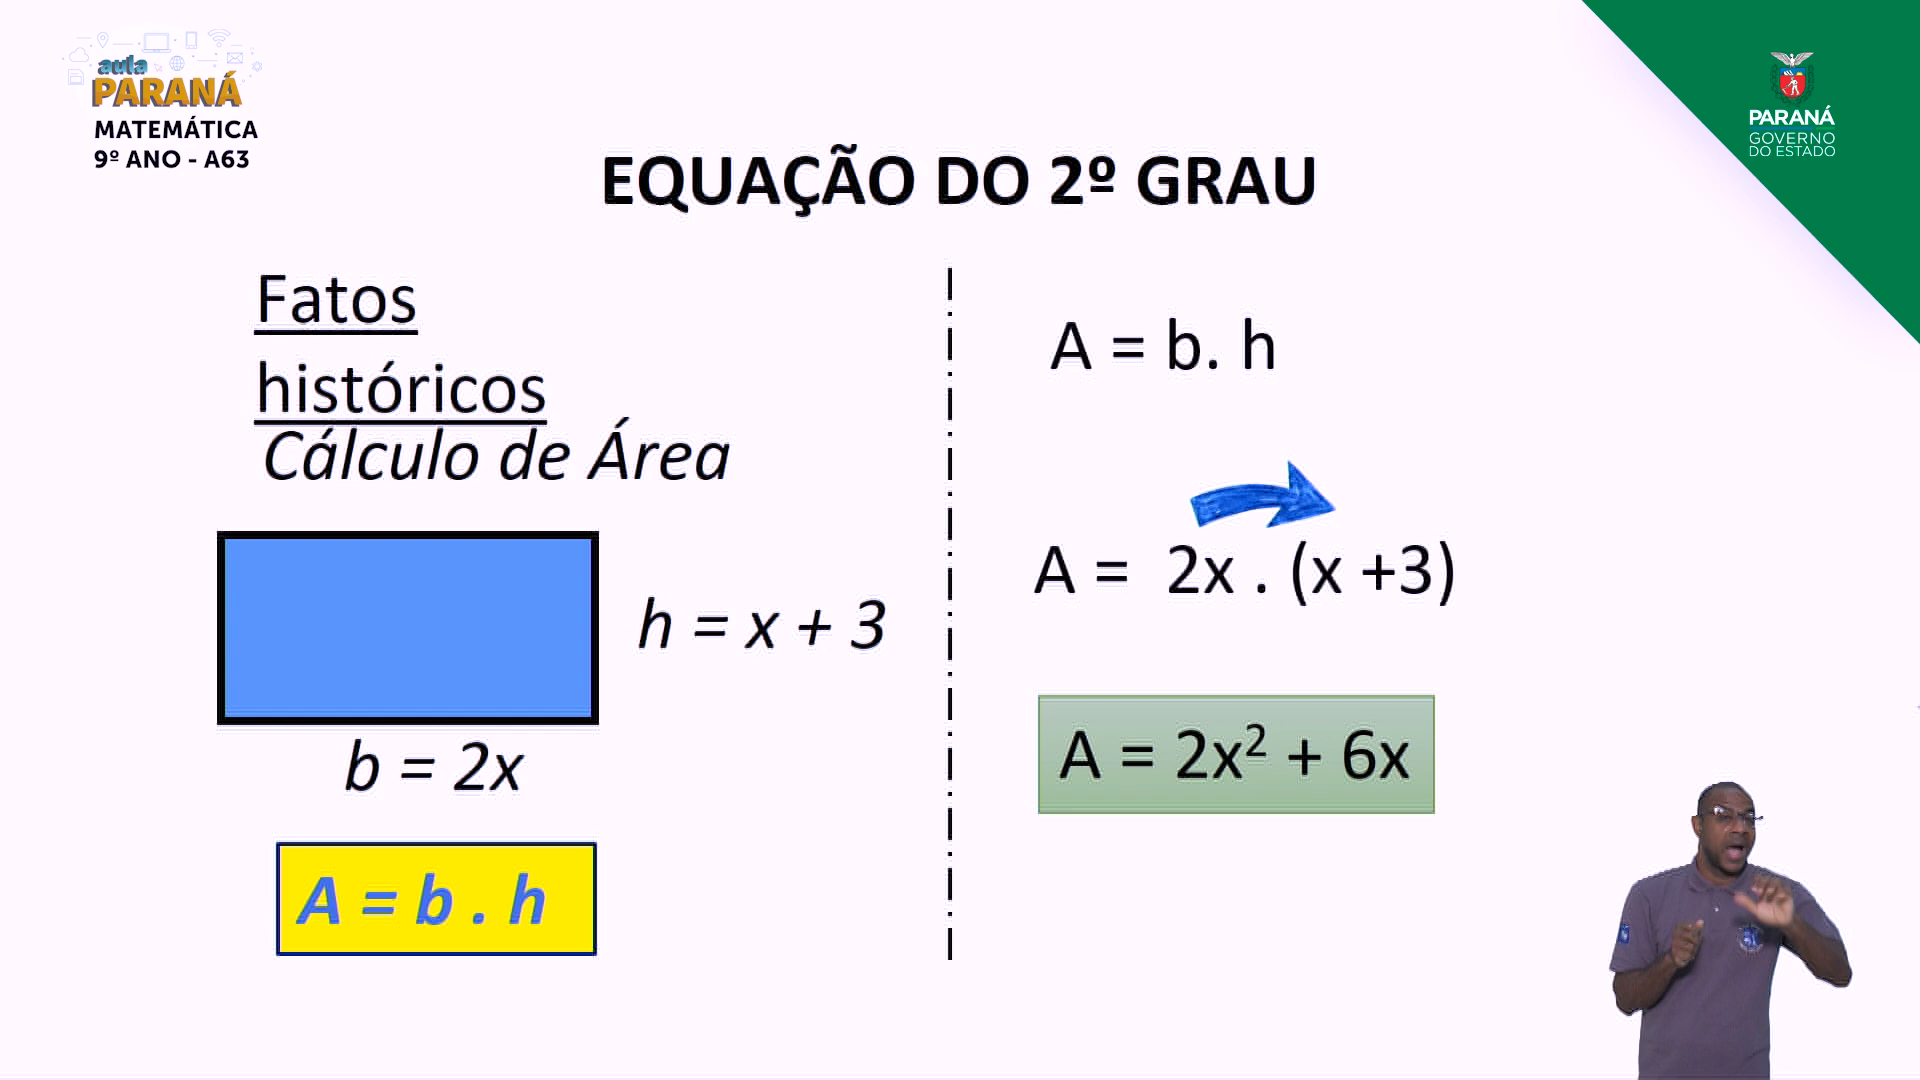 aula
PARANÁ
MATEMÁTICA
9º ANO - A63
PARANÁ
GOVERNO
DO ESTADO
EQUAÇÃO DO 2º GRAU
Fatos
históricos
Cálculo de Área
h = x + 3
b = 2x
A = b . h
A = b. h
A = 2x . (x +3)
A = 2x² + 6x